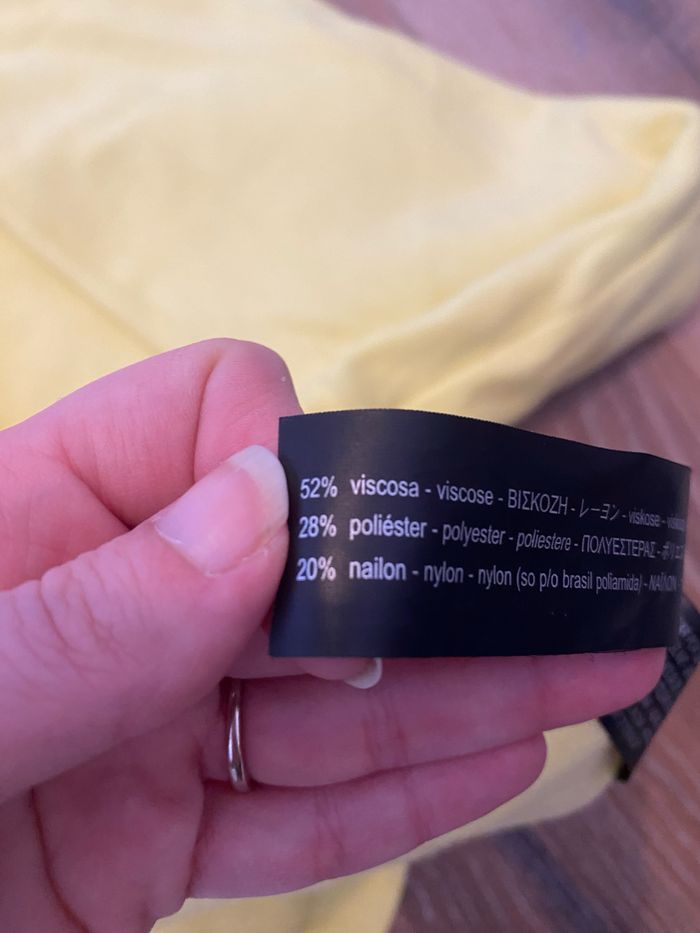 52% viscosa - viscose - ΒΙΣΚΟΖΗ - レーヨン - viskose -
28% poliéster - polyester - poliestere - ΠΟΛΥΕΣΤΕΡΑΣ -
20% nailon - nylon - nylon (so p/o brasil poliamida) - ΝΑΪΛΟΝ